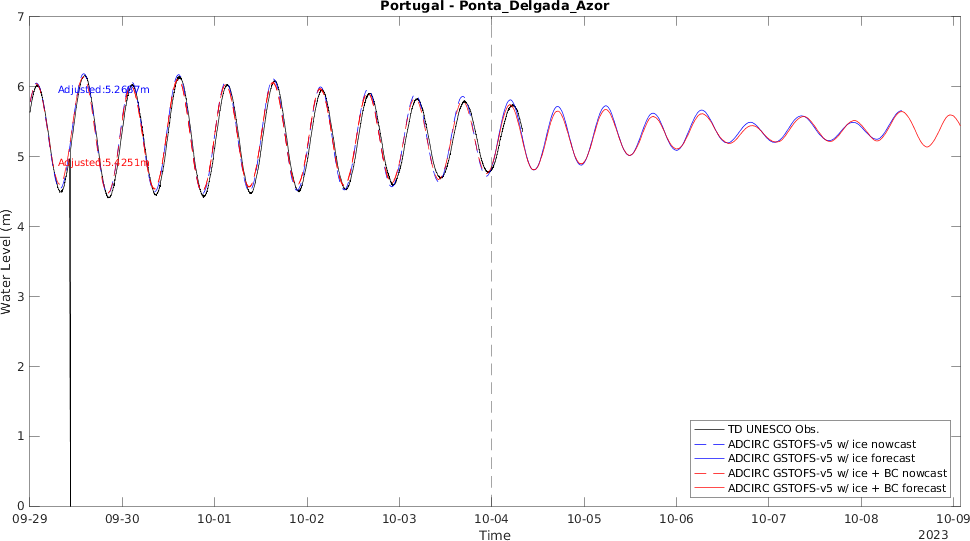 Portugal - Ponta_Delgada_Azor
7
6
5
4
3
2
1
0
Water Level (m)
Adjusted:5.2667m
Adjusted:5.4251m
TD UNESCO Obs.
ADCIRC GSTOFS-v5 w/ ice nowcast
ADCIRC GSTOFS-v5 w/ ice forecast
ADCIRC GSTOFS-v5 w/ ice + BC nowcast
ADCIRC GSTOFS-v5 w/ ice + BC forecast
09-29 09-30 10-01 10-02 10-03 10-04 10-05 10-06 10-07 10-08 10-09
Time
2023